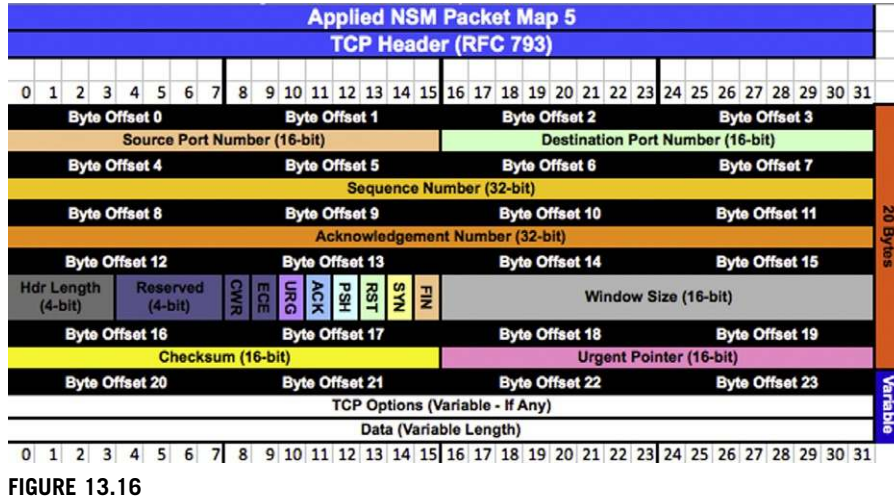 Applied NSM Packet Map 5
TCP Header (RFC 793)
0 1 2 3 4 5 6 7 8 9 10 11 12 13 14 15 16 17 18 19 20 21 22 23 24 25 26 27 28 29 30 31
Byte Offset 0 Byte Offset 1 Byte Offset 2 Byte Offset 3
Source Port Number (16-bit) Destination Port Number (16-bit)
Byte Offset 4 Byte Offset 5 Byte Offset 6 Byte Offset 7
Sequence Number (32-bit)
Byte Offset 8 Byte Offset 9 Byte Offset 10 Byte Offset 11
Acknowledgement Number (32-bit)
20 Bytes
Byte Offset 12 Byte Offset 13 Byte Offset 14 Byte Offset 15
Hdr Length (4-bit) Reserved (4-bit) CWR ECE URG ACK PSH RST SYN FIN Window Size (16-bit)
Byte Offset 16 Byte Offset 17 Byte Offset 18 Byte Offset 19
Checksum (16-bit) Urgent Pointer (16-bit)
Byte Offset 20 Byte Offset 21 Byte Offset 22 Byte Offset 23
Variable
TCP Options (Variable - If Any)
Data (Variable Length)
0 1 2 3 4 5 6 7 8 9 10 11 12 13 14 15 16 17 18 19 20 21 22 23 24 25 26 27 28 29 30 31
FIGURE 13.16